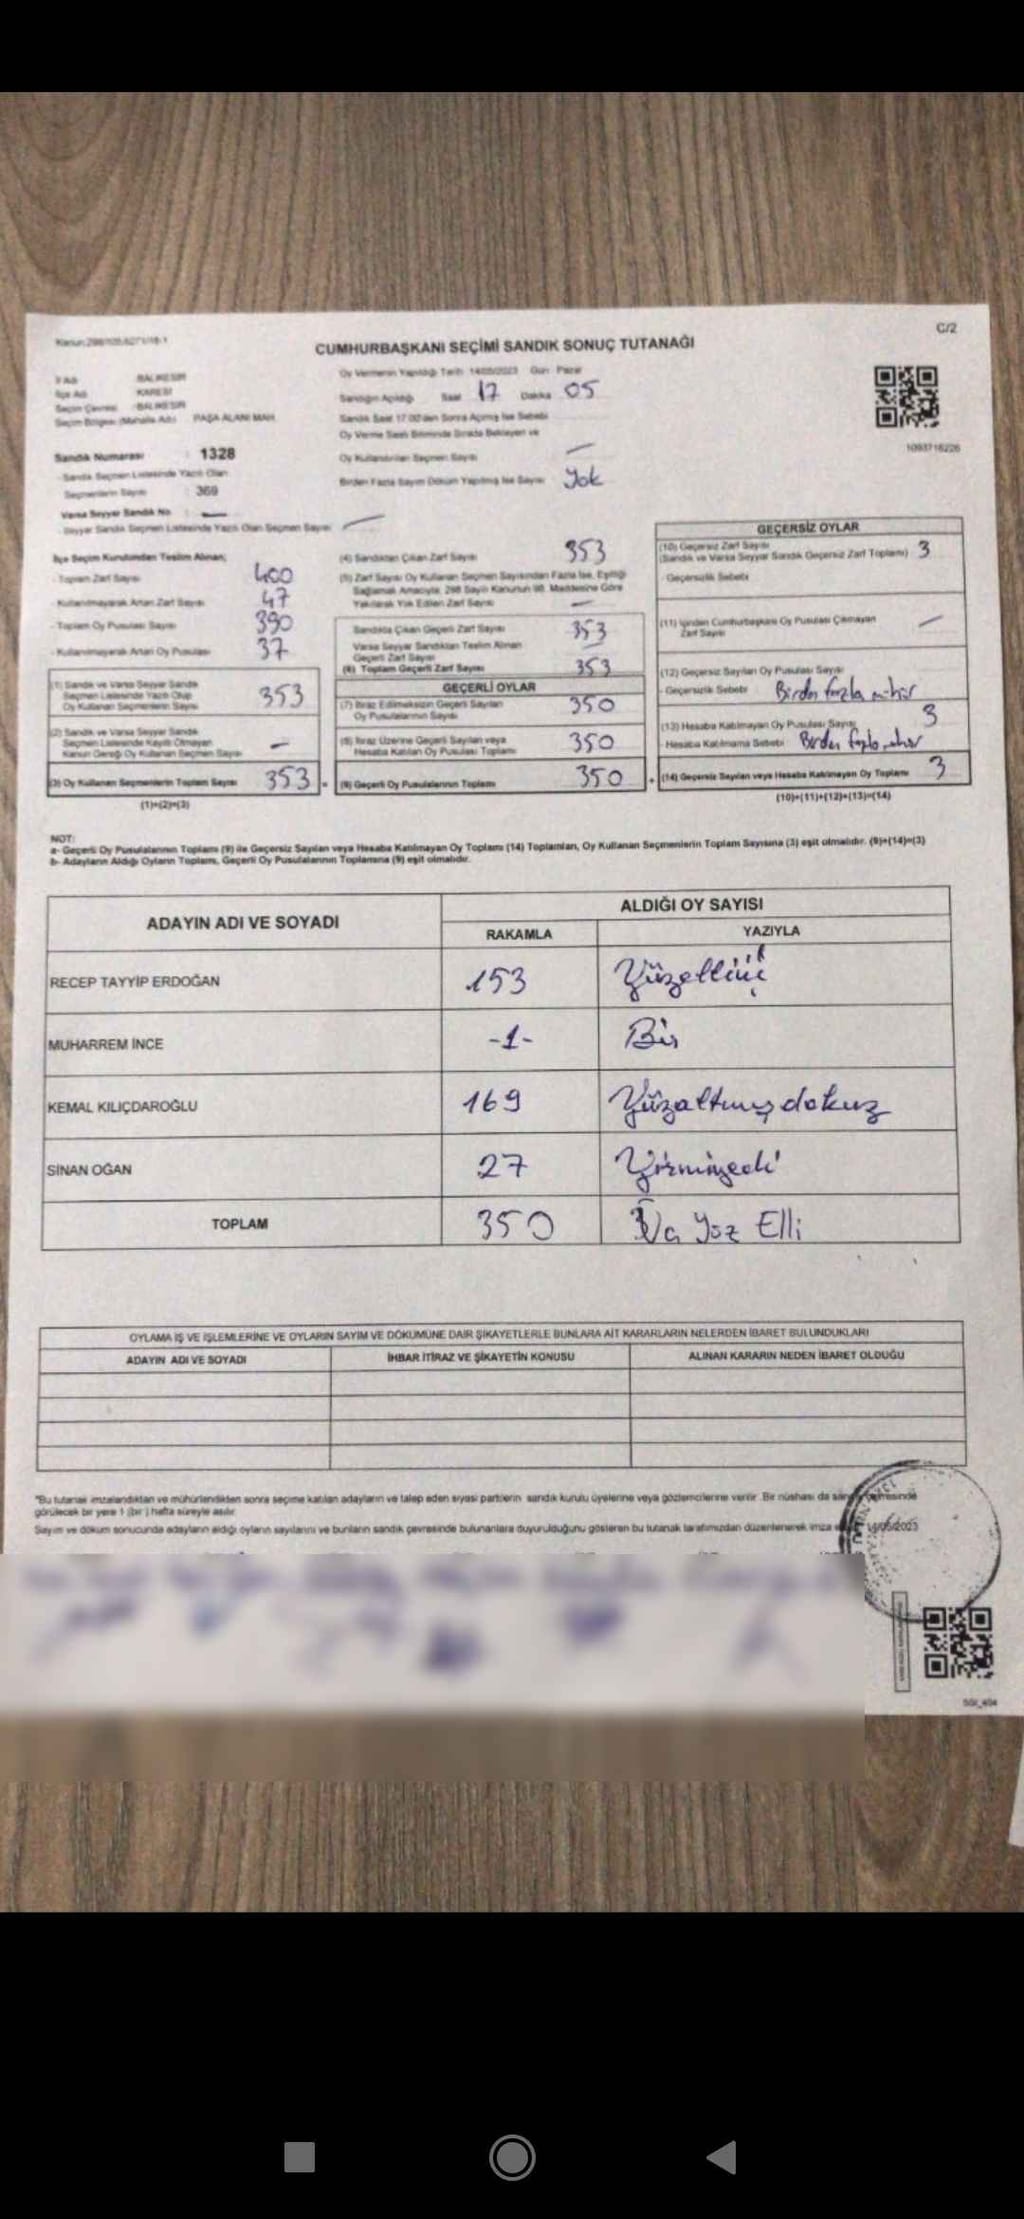 C/2
CUMHURBAŞKANI SEÇİMİ SANDIK SONUÇ TUTANAĞI
İl Adı BALIKESİR
İlçe Adı KARESİ
Seçim Çevresi BALIKESİR
Seçim Bölgesi (Mahalle Adı) PAŞA ALANI MAH.
Sandık Numarası : 1328
Sandık Seçmen Listesinde Yazılı Olan
Seçmenlerin Sayısı : 369
Varsa Seyyar Sandık No
Seyyar Sandık Seçmen Listesinde Yazılı Olan Seçmen Sayısı
Oy Vermenin Yapıldığı Tarih 14/05/2023 Gün Pazar
Sandığın Açıldığı Saat 17 Dakika 05
Sandık Saat 17.00'den Sonra Açılmış İse Sebebi
Oy Verme Saati Bitiminde Sırada Bekleyen ve
Oy Kullandırılan Seçmen Sayısı
Birden Fazla Sayım Döküm Yapılmış İse Sayısı Yok
1093716226
İlçe Seçim Kurulundan Teslim Alınan;
- Toplam Zarf Sayısı 400
- Kullanılmayarak Artan Zarf Sayısı 47
- Toplam Oy Pusulası Sayısı 390
- Kullanılmayarak Artan Oy Pusulası 37
(1) Sandık ve Varsa Seyyar Sandık
Seçmen Listesinde Yazılı Olup
Oy Kullanan Seçmenlerin Sayısı 353
(2) Sandık ve Varsa Seyyar Sandık
Seçmen Listesinde Kayıtlı Olmayan
Kanun Gereği Oy Kullanan Seçmen Sayısı -
(3) Oy Kullanan Seçmenlerin Toplam Sayısı 353 =
(1)+(2)=(3)
(4) Sandıktan Çıkan Zarf Sayısı 353
(5) Zarf Sayısı Oy Kullanan Seçmen Sayısından Fazla İse, Eşitliği
Sağlamak Amacıyla; 298 Sayılı Kanunun 98. Maddesine Göre
Yakılarak Yok Edilen Zarf Sayısı -
Sandıkta Çıkan Geçerli Zarf Sayısı 353
Varsa Seyyar Sandıktan Teslim Alınan
Geçerli Zarf Sayısı -
(6) Toplam Geçerli Zarf Sayısı 353
GEÇERLİ OYLAR
(7) İtiraz Edilmeksizin Geçerli Sayılan
Oy Pusulalarının Sayısı 350
(8) İtiraz Üzerine Geçerli Sayılan veya
Hesaba Katılan Oy Pusulası Toplamı 350
(9) Geçerli Oy Pusulalarının Toplamı 350 +
GEÇERSİZ OYLAR
(10) Geçersiz Zarf Sayısı
(Sandık ve Varsa Seyyar Sandık Geçersiz Zarf Toplamı) 3
- Geçersizlik Sebebi
(11) İçinden Cumhurbaşkanı Oy Pusulası Çıkmayan
Zarf Sayısı -
(12) Geçersiz Sayılan Oy Pusulası Sayısı
- Geçersizlik Sebebi Birden fazla mühür
(13) Hesaba Katılmayan Oy Pusulası Sayısı 3
- Hesaba Katılmama Sebebi Birden fazla mühür
(14) Geçersiz Sayılan veya Hesaba Katılmayan Oy Toplamı 3
(10)+(11)+(12)+(13)=(14)
NOT:
a- Geçerli Oy Pusulalarının Toplamı (9) ile Geçersiz Sayılan veya Hesaba Katılmayan Oy Toplamı (14) Toplamları, Oy Kullanan Seçmenlerin Toplam Sayısına (3) eşit olmalıdır. (9)+(14)=(3)
b- Adayların Aldığı Oyların Toplamı, Geçerli Oy Pusulalarının Toplamına (9) eşit olmalıdır.
ADAYIN ADI VE SOYADI ALDIĞI OY SAYISI
RAKAMLA YAZIYLA
RECEP TAYYİP ERDOĞAN 153 Yüzelliüç
MUHARREM İNCE -1- Bir
KEMAL KILIÇDAROĞLU 169 Yüzaltmışdokuz
SİNAN OĞAN 27 Yirmiyedi
TOPLAM 350 Yüz Elli
OYLAMA İŞ VE İŞLEMLERİNE VE OYLARIN SAYIM VE DÖKÜMÜNE DAİR ŞİKAYETLERLE BUNLARA AİT KARARLARIN NELERDEN İBARET BULUNDUKLARI
ADAYIN ADI VE SOYADI İHBAR İTİRAZ VE ŞİKAYETİN KONUSU ALINAN KARARIN NEDEN İBARET OLDUĞU
*Bu tutanak imzalandıktan ve mühürlendikten sonra seçime katılan adayların ve talep eden siyasi partilerin sandık kurulu üyelerine veya gözlemcilerine verilir. Bir nüshası da sandık çevresinde
görülecek bir yere 1 (bir) hafta süreyle asılır.
Sayım ve döküm sonucunda adayların aldığı oyların sayılarını ve bunların sandık çevresinde bulunanlara duyurulduğunu gösteren bu tutanak tarafımızdan düzenlenerek imza 14/05/2023